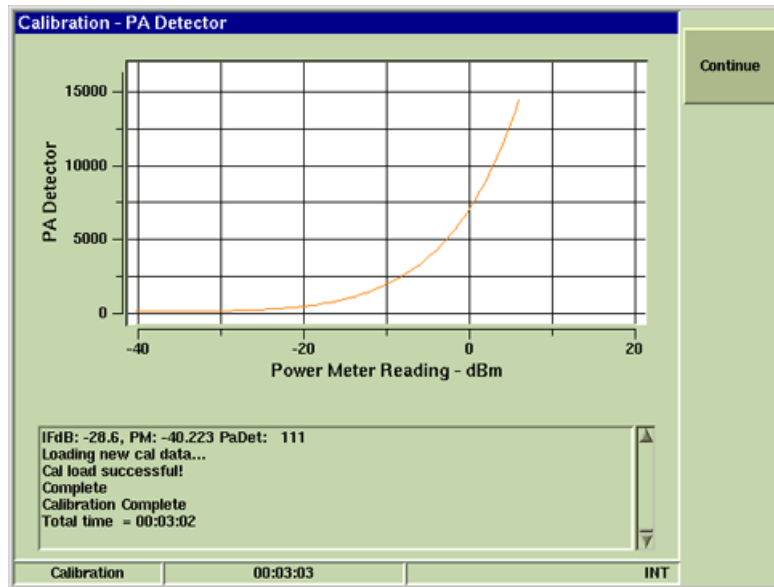 Calibration - PA Detector
Continue
15000
10000
5000
0
PA Detector
-40
-20
0
20
Power Meter Reading - dBm
IFdB: -28.6, PM: -40.223 PaDet: 111
Loading new cal data...
Cal load successful!
Complete
Calibration Complete
Total time = 00:03:02
Calibration
00:03:03
INT